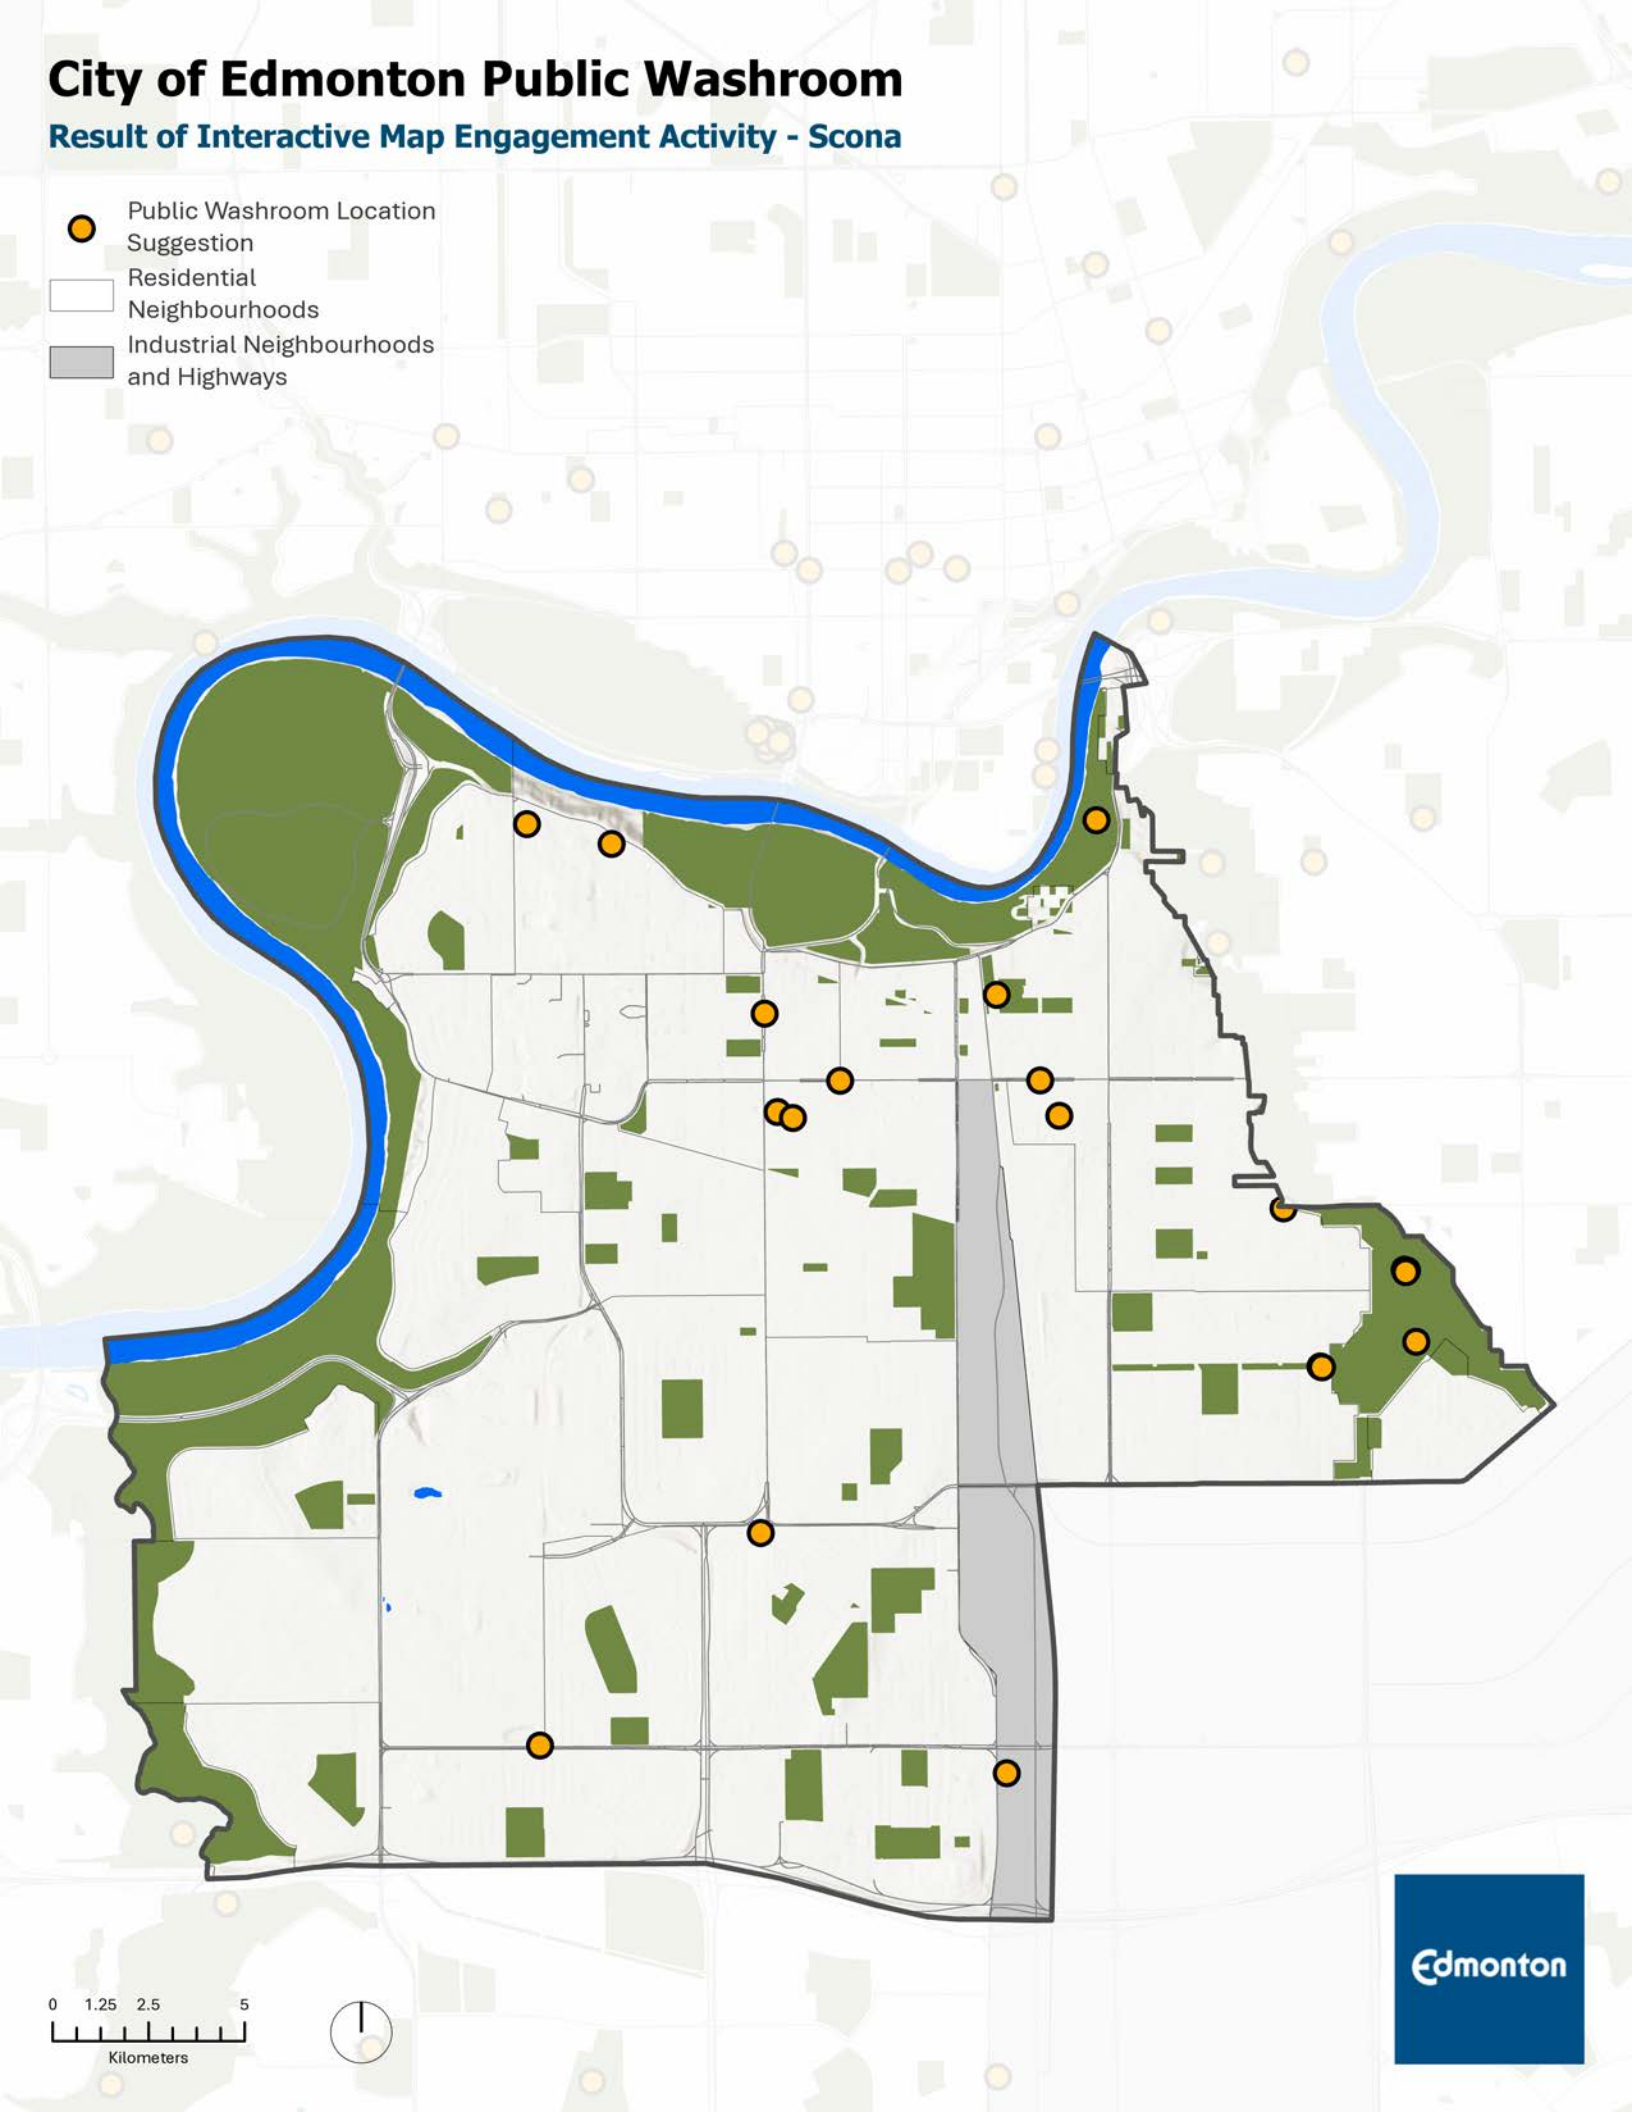 City of Edmonton Public Washroom
Result of Interactive Map Engagement Activity - Scona
Public Washroom Location
Suggestion
Residential
Neighbourhoods
Industrial Neighbourhoods
and Highways
0 1.25 2.5 5
Kilometers
Edmonton